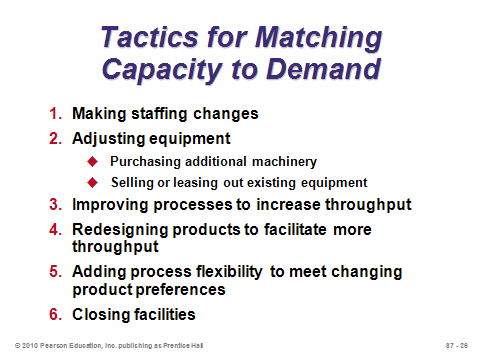 Tactics for Matching
Capacity to Demand
1. Making staffing changes
2. Adjusting equipment
◆ Purchasing additional machinery
◆ Selling or leasing out existing equipment
3. Improving processes to increase throughput
4. Redesigning products to facilitate more
throughput
5. Adding process flexibility to meet changing
product preferences
6. Closing facilities
© 2010 Pearson Education, Inc. publishing as Prentice Hall
S7 - 26